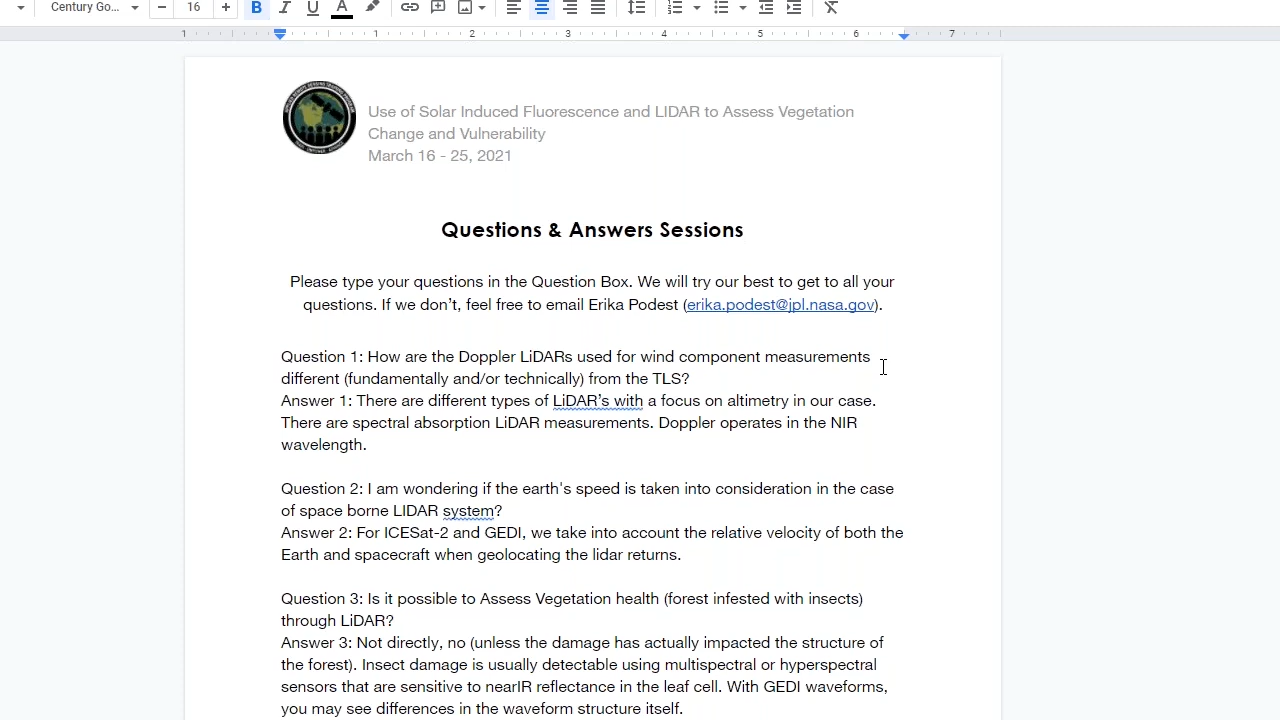 Century Go... 16 B I U A
1 1 2 3 4 5 6 7
Use of Solar Induced Fluorescence and LIDAR to Assess Vegetation
Change and Vulnerability
March 16 - 25, 2021
Questions & Answers Sessions
Please type your questions in the Question Box. We will try our best to get to all your
questions. If we don’t, feel free to email Erika Podest (erika.podest@jpl.nasa.gov).
Question 1: How are the Doppler LiDARs used for wind component measurements
different (fundamentally and/or technically) from the TLS?
Answer 1: There are different types of LiDAR’s with a focus on altimetry in our case.
There are spectral absorption LiDAR measurements. Doppler operates in the NIR
wavelength.
Question 2: I am wondering if the earth's speed is taken into consideration in the case
of space borne LIDAR system?
Answer 2: For ICESat-2 and GEDI, we take into account the relative velocity of both the
Earth and spacecraft when geolocating the lidar returns.
Question 3: Is it possible to Assess Vegetation health (forest infested with insects)
through LiDAR?
Answer 3: Not directly, no (unless the damage has actually impacted the structure of
the forest). Insect damage is usually detectable using multispectral or hyperspectral
sensors that are sensitive to nearIR reflectance in the leaf cell. With GEDI waveforms,
you may see differences in the waveform structure itself.